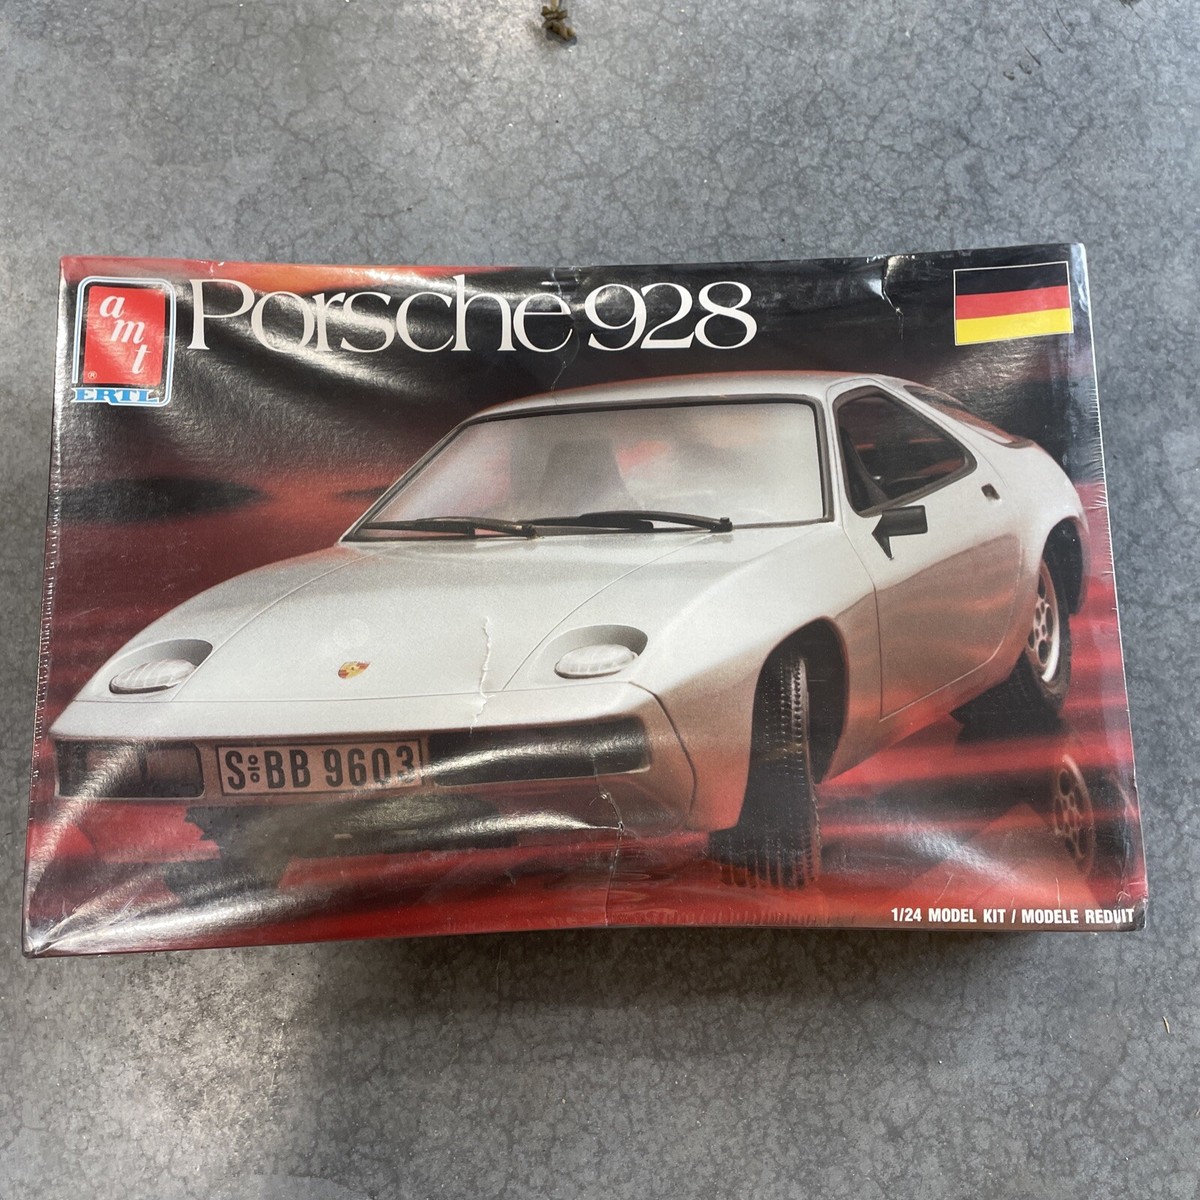 amt
®
ERTL
Porsche 928
S BB 9603
1/24 MODEL KIT / MODELE REDUIT